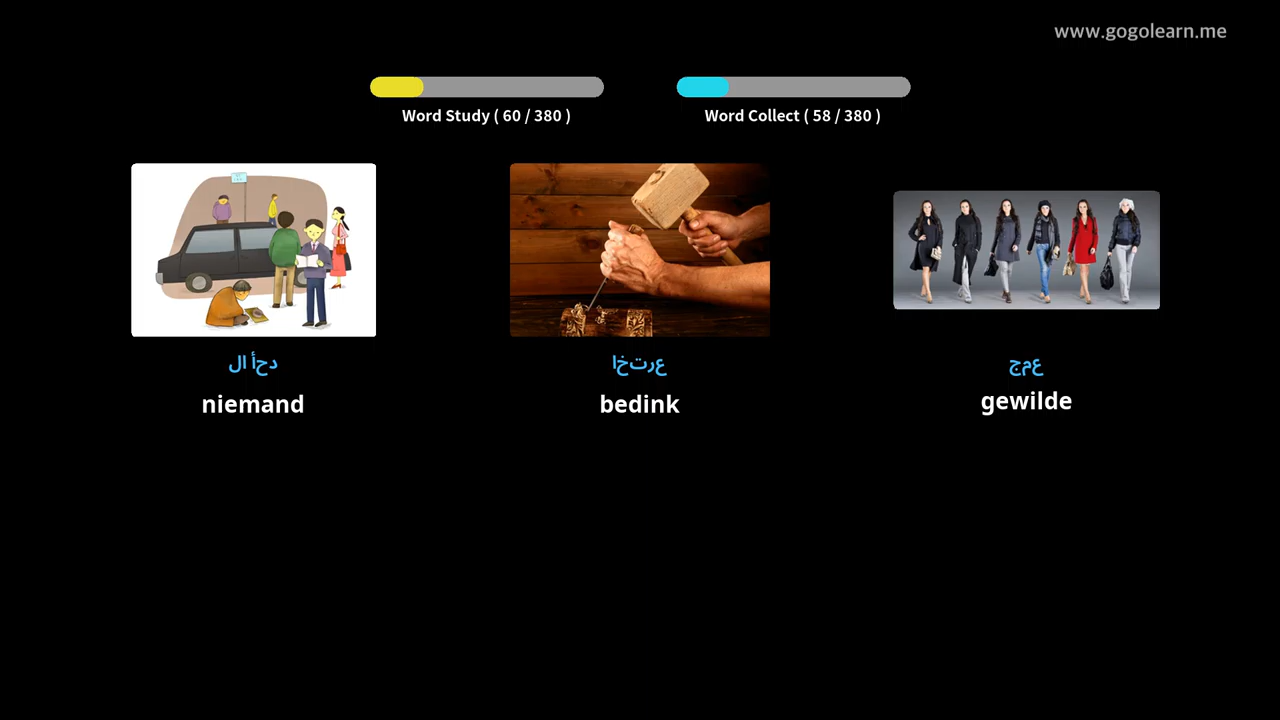 www.gogolearn.me
Word Study ( 60 / 380 )
Word Collect ( 58 / 380 )
دحأ ال
niemand
عرتخا
bedink
عمج
gewilde